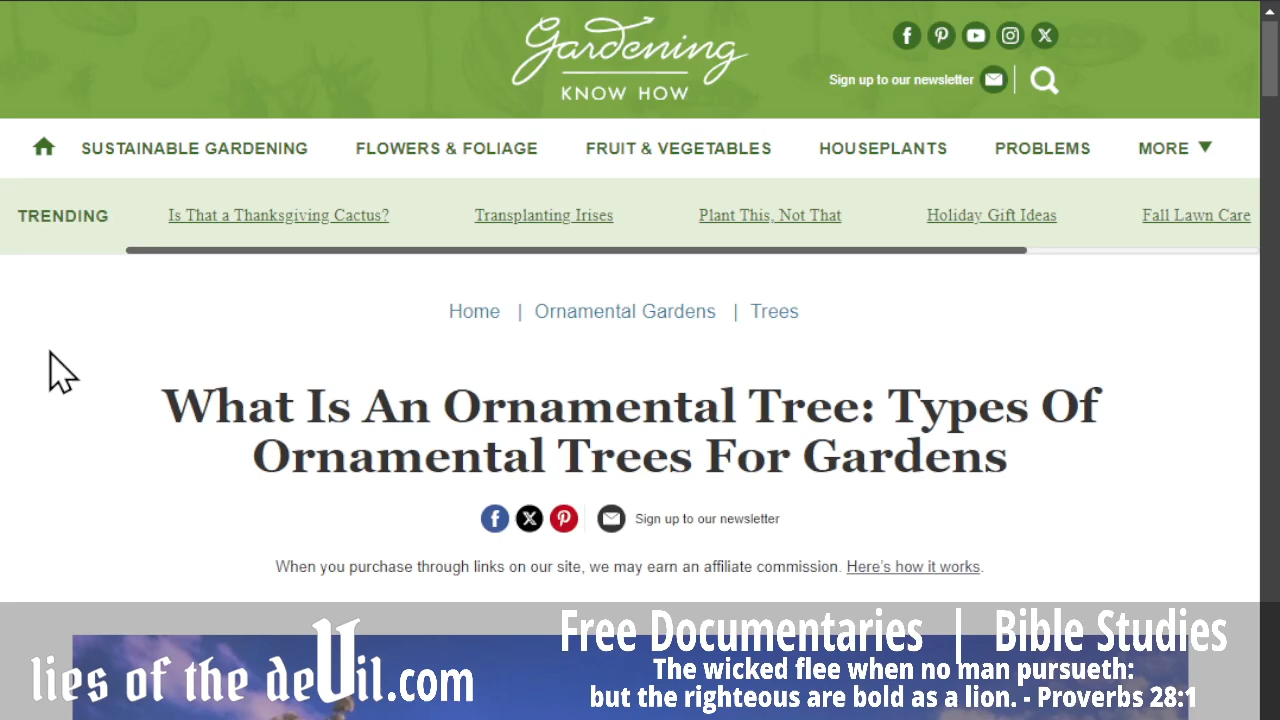 Gardening
KNOW HOW
Sign up to our newsletter
SUSTAINABLE GARDENING FLOWERS & FOLIAGE FRUIT & VEGETABLES HOUSEPLANTS PROBLEMS MORE ▼
TRENDING Is That a Thanksgiving Cactus? Transplanting Irises Plant This, Not That Holiday Gift Ideas Fall Lawn Care
Home | Ornamental Gardens | Trees
What Is An Ornamental Tree: Types Of
Ornamental Trees For Gardens
Sign up to our newsletter
When you purchase through links on our site, we may earn an affiliate commission. Here's how it works.
lies of the devil.com
Free Documentaries | Bible Studies
The wicked flee when no man pursueth:
but the righteous are bold as a lion. - Proverbs 28:1